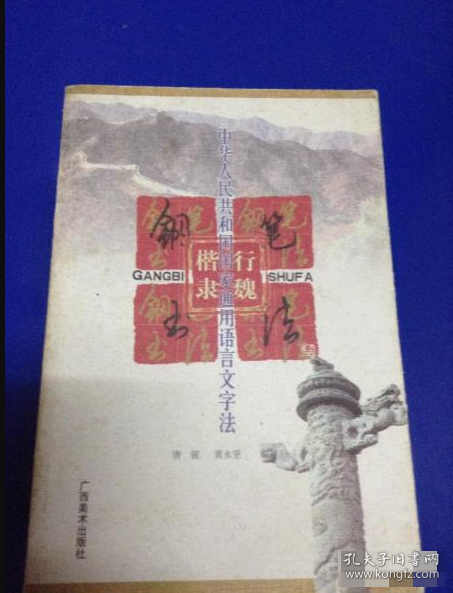 中华人民共和国国家通用语言文字法
钢笔
书法
GANGBI
SHUFA
楷行
隶魏
黄永
广西美术出版社
孔夫子旧书网
www.kongfz.com